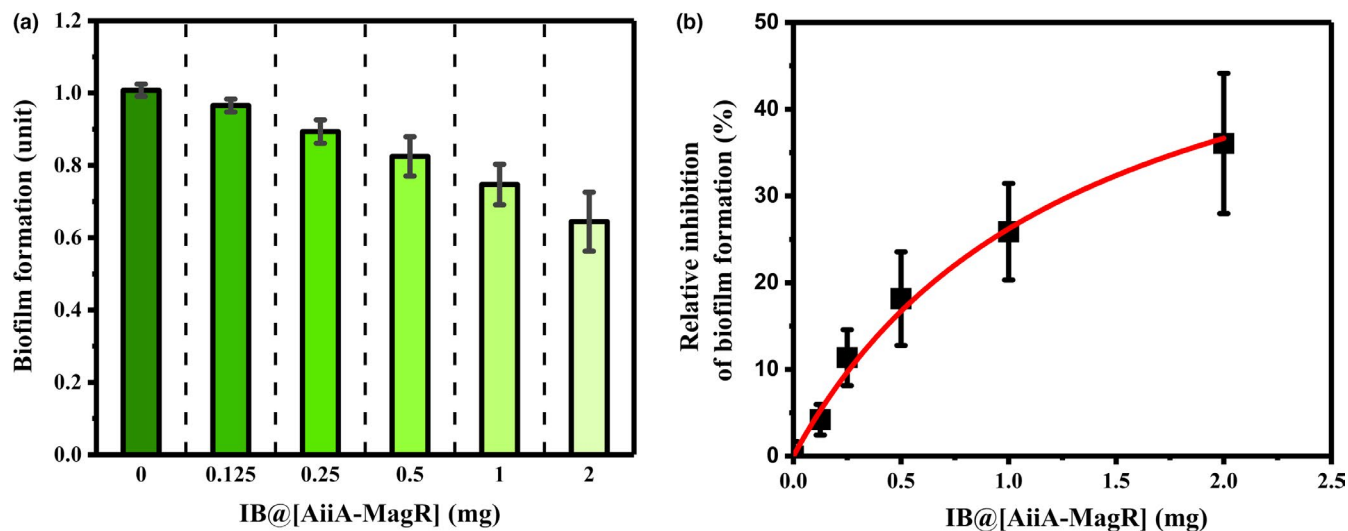 (a)
Biofilm formation (unit)
1.2
1.0
0.8
0.6
0.4
0.2
0.0
0 0.125 0.25 0.5 1 2
IB@[AiiA-MagR] (mg)
(b)
Relative inhibition
of biofilm formation (%)
50
40
30
20
10
0
0.0 0.5 1.0 1.5 2.0 2.5
IB@[AiiA-MagR] (mg)